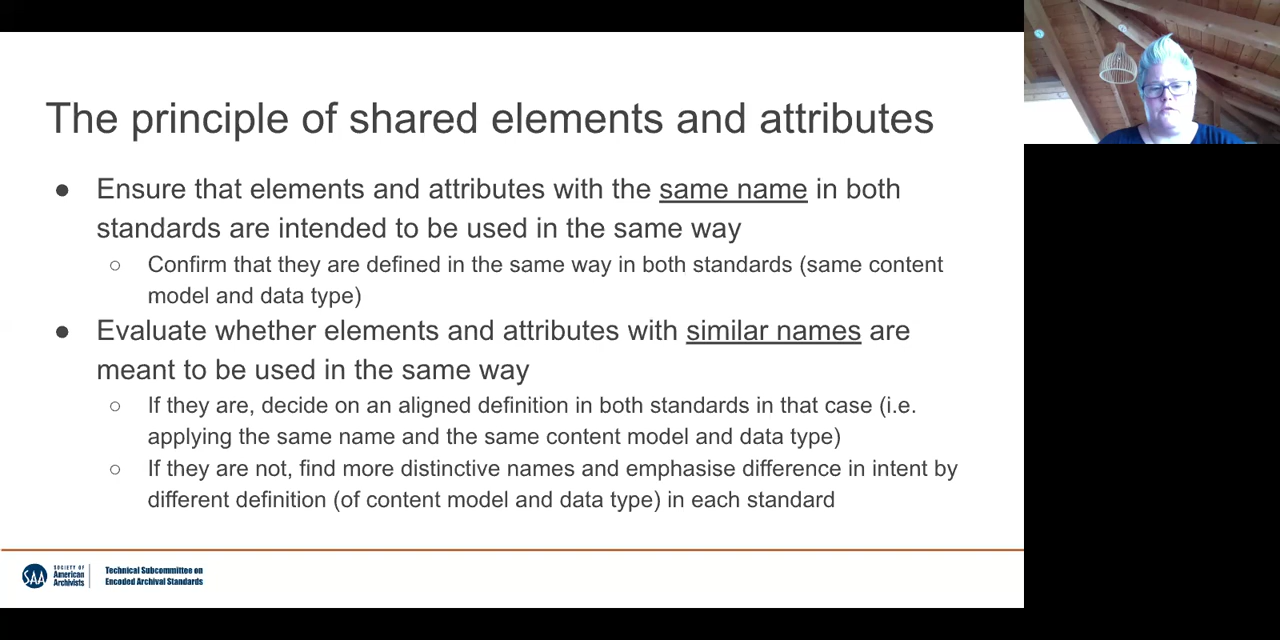 The principle of shared elements and attributes
● Ensure that elements and attributes with the same name in both
standards are intended to be used in the same way
○ Confirm that they are defined in the same way in both standards (same content
model and data type)
● Evaluate whether elements and attributes with similar names are
meant to be used in the same way
○ If they are, decide on an aligned definition in both standards in that case (i.e.
applying the same name and the same content model and data type)
○ If they are not, find more distinctive names and emphasise difference in intent by
different definition (of content model and data type) in each standard
SAA
SOCIETY OF
American
Archivists
Technical Subcommittee on
Encoded Archival Standards